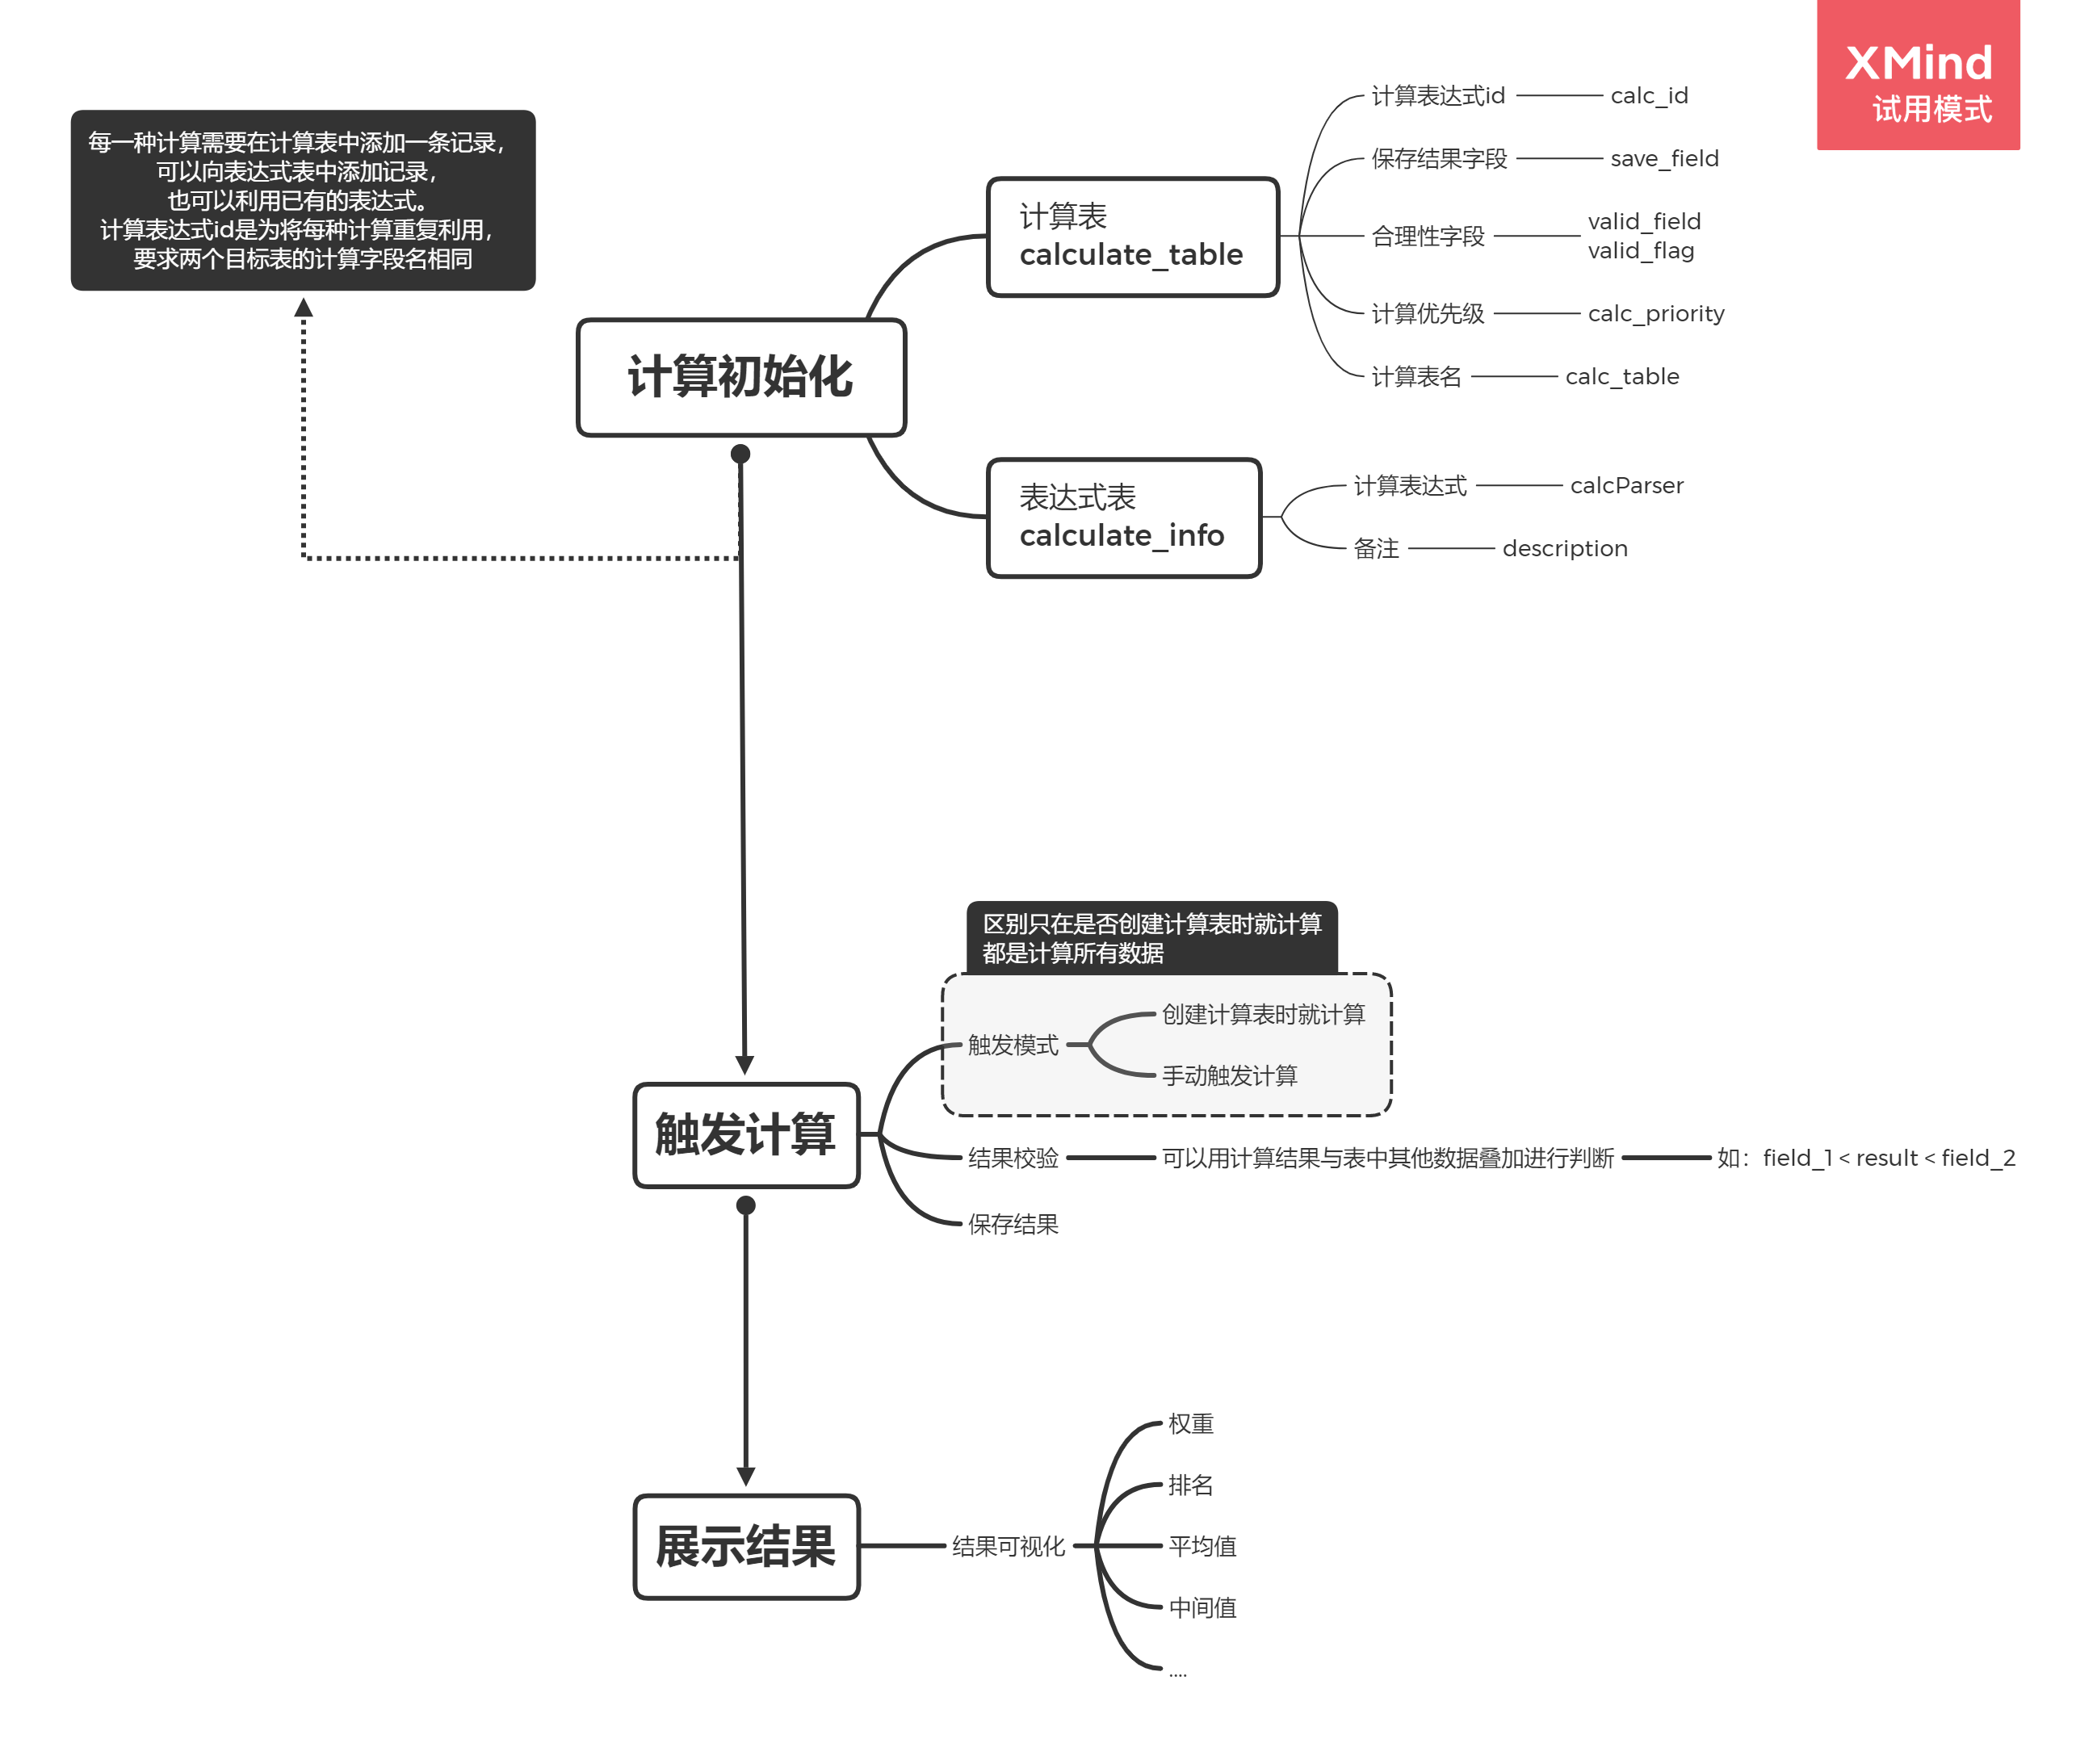 XMind
试用模式
每一种计算需要在计算表中添加一条记录，
可以向表达式表中添加记录，
也可以利用已有的表达式。
计算表达式id是为将每种计算重复利用，
要求两个目标表的计算字段名相同
计算初始化
计算表
calculate_table
计算表达式id
calc_id
保存结果字段
save_field
合理性字段
valid_field
valid_flag
计算优先级
calc_priority
计算表名
calc_table
表达式表
calculate_info
计算表达式
calcParser
备注
description
区别只在是否创建计算表时就计算
都是计算所有数据
触发计算
触发模式
创建计算表时就计算
手动触发计算
结果校验
可以用计算结果与表中其他数据叠加进行判断
如：field_1 < result < field_2
保存结果
展示结果
结果可视化
权重
排名
平均值
中间值
....